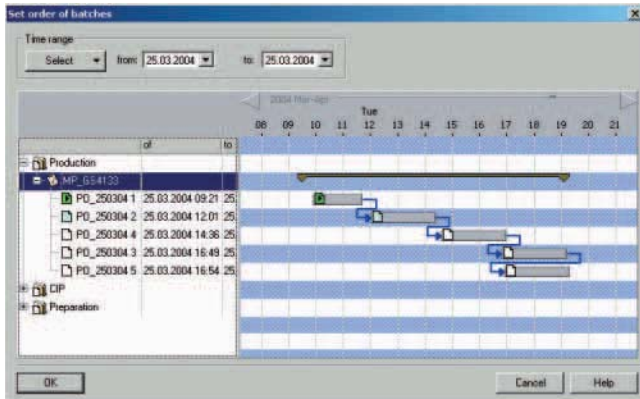 Set order of batches
Time range
Select from: 25.03.2004 to: 25.03.2004
2004 Mar-Apr
Tue
08 09 10 11 12 13 14 15 16 17 18 19 20 21
of to
Production
MP_GS4133
PO_250304 1 25.03.2004 09:21 25.
PO_250304 2 25.03.2004 12:01 25.
PO_250304 4 25.03.2004 14:36 25.
PO_250304 3 25.03.2004 16:49 25.
PO_250304 5 25.03.2004 16:54 25.
CIP
Preparation
OK Cancel Help